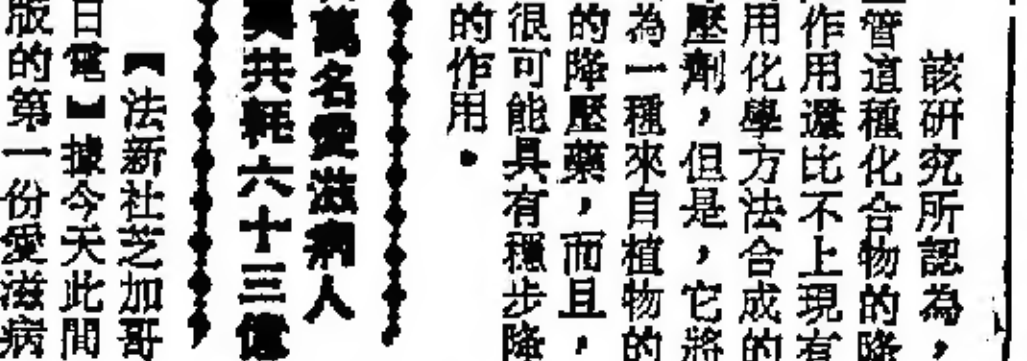 該研究所認為，
管這種化合物的降
作用還比不上現有
用化學方法合成的
壓劑，但是，它將
為一種來自植物的
的降壓藥，而且，
很可能具有穩步降
的作用。
萬名愛滋病人
共耗六十三億
【法新社芝加哥
日電】據今天此間
版的第一份愛滋病